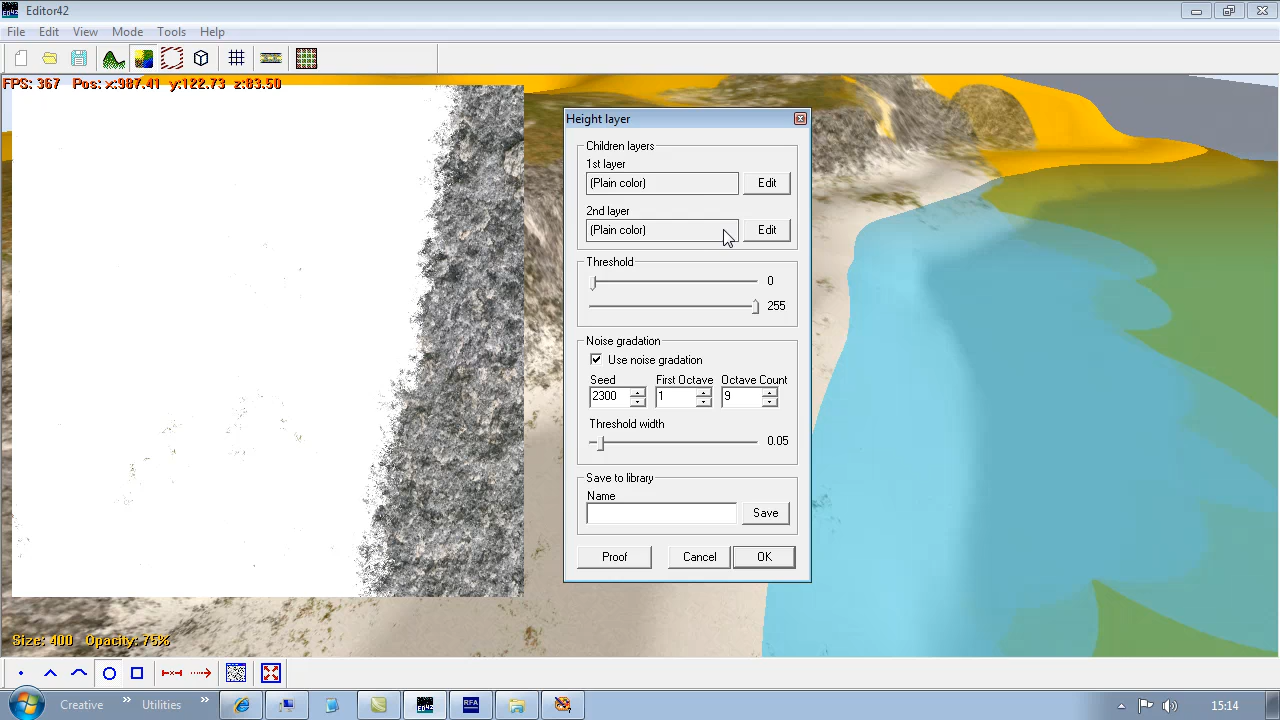 Editor42
File Edit View Mode Tools Help
FPS: 367 Pos: x:987.41 y:122.73 z:83.50
Height layer
Children layers
1st layer
(Plain color) Edit
2nd layer
(Plain color) Edit
Threshold
0
255
Noise gradation
Use noise gradation
Seed First Octave Octave Count
2300 1 9
Threshold width
0.05
Save to library
Name
Save
Proof Cancel OK
Size: 400 Opacity: 75%
Creative » Utilities » ED42 RFA 15:14